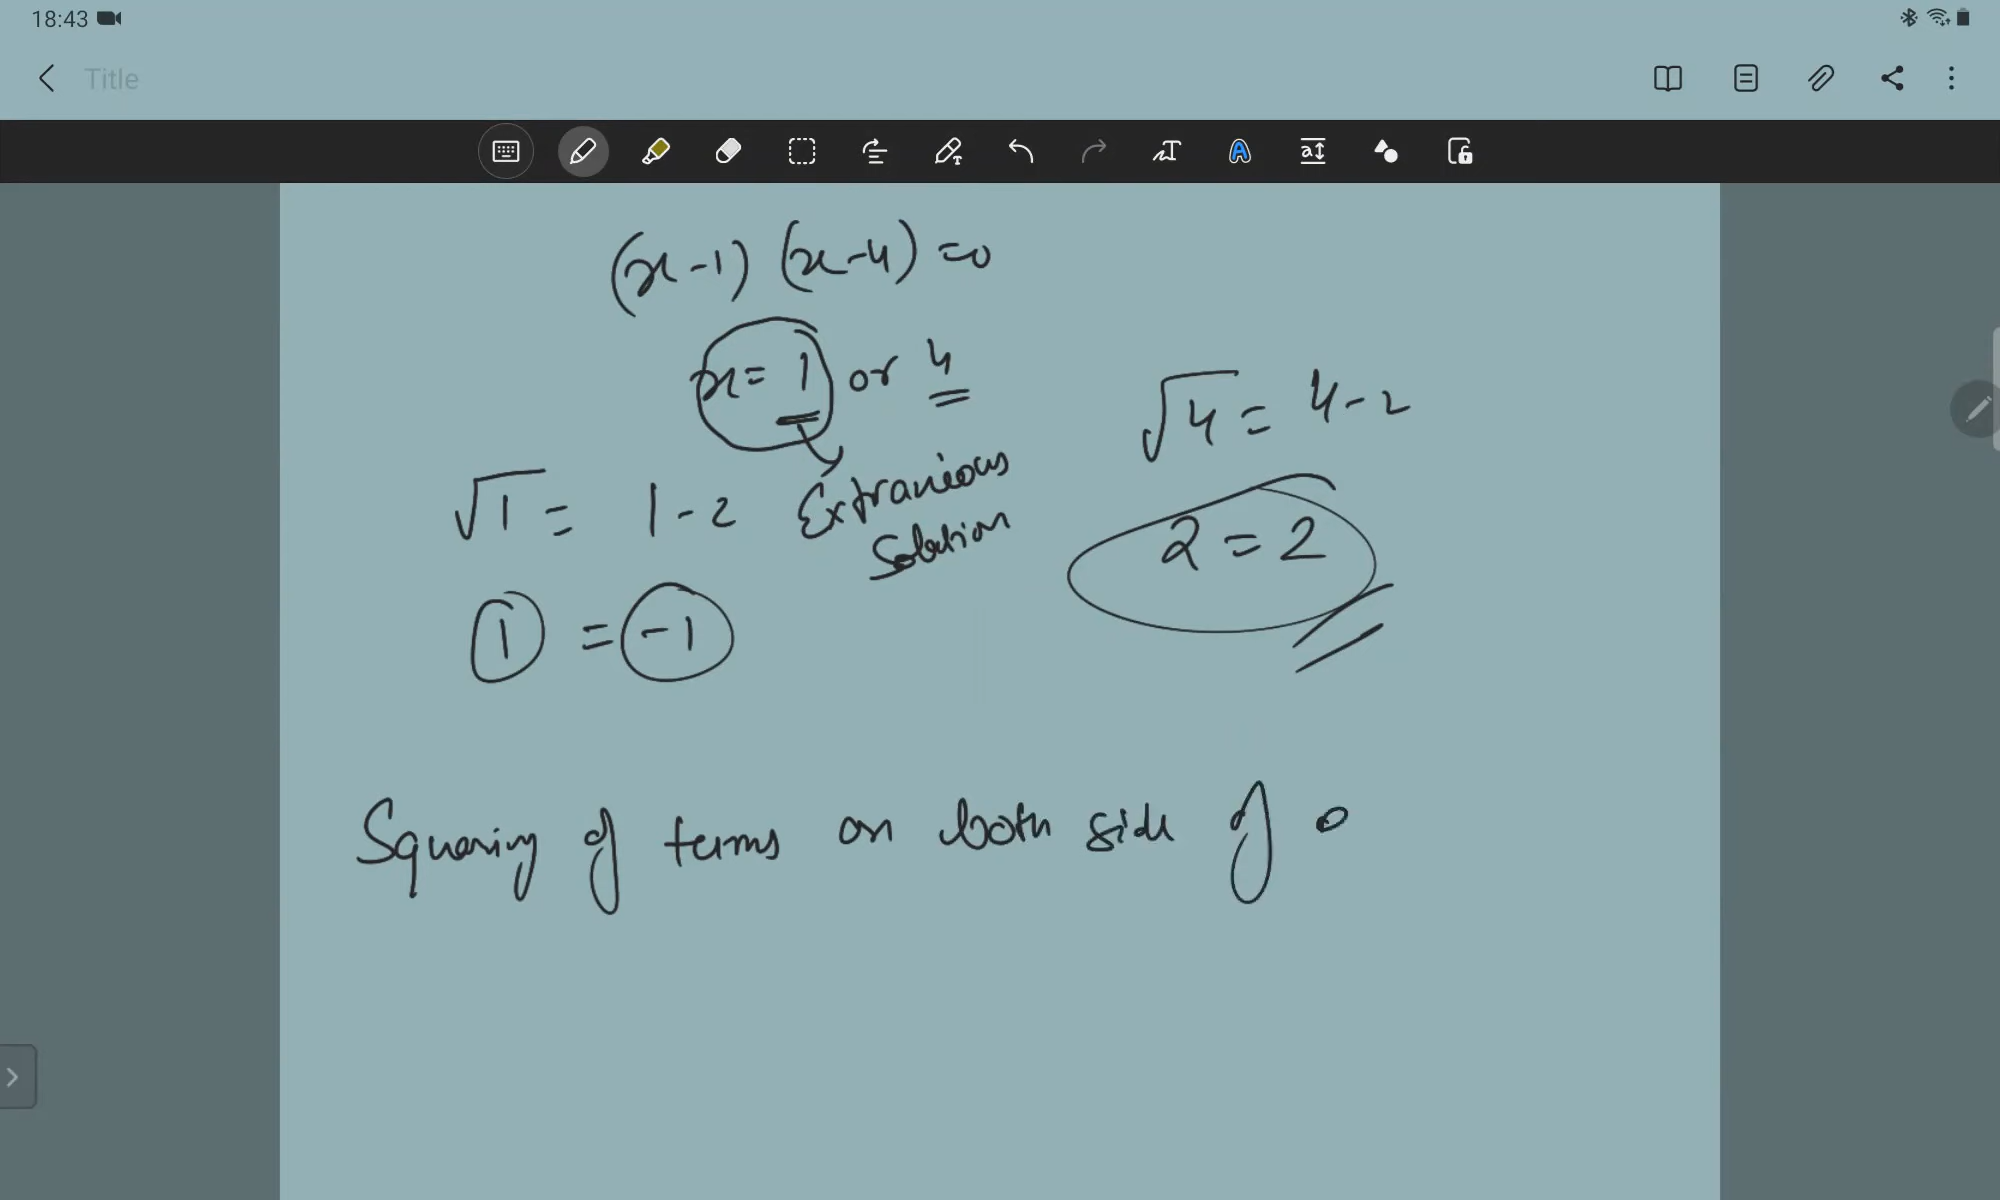 18:43
Title
(x-1) (x-4) =0
x= 1 or 4
√4 = 4-2
√1 = 1-2
Extranious
Solution
2 = 2
1 = -1
Squaring of terms on both side of o